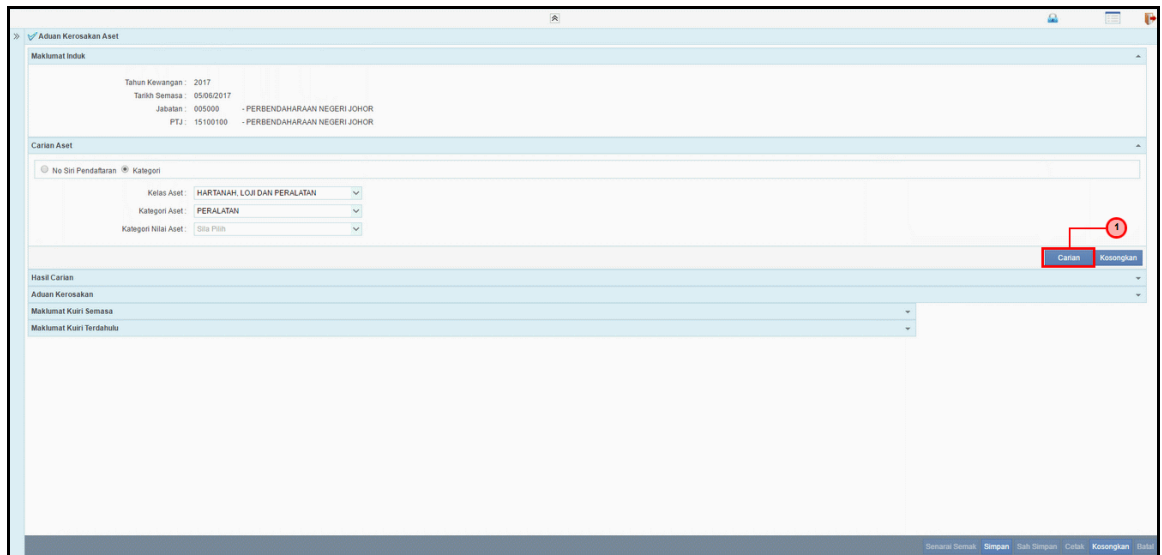 Aduan Kerosakan Aset
Maklumat Induk
Tahun Kewangan : 2017
Tarikh Semasa : 05/06/2017
Jabatan : 005000 - PERBENDAHARAAN NEGERI JOHOR
PTJ : 15100100 - PERBENDAHARAAN NEGERI JOHOR
Carian Aset
No Siri Pendaftaran Kategori
Kelas Aset : HARTANAH, LOJI DAN PERALATAN
Kategori Aset : PERALATAN
Kategori Nilai Aset : Sila Pilih
1
Carian Kosongkan
Hasil Carian
Aduan Kerosakan
Maklumat Kuiri Semasa
Maklumat Kuiri Terdahulu
Senarai Semak Simpan Sah Simpan Cetak Kosongkan Batal